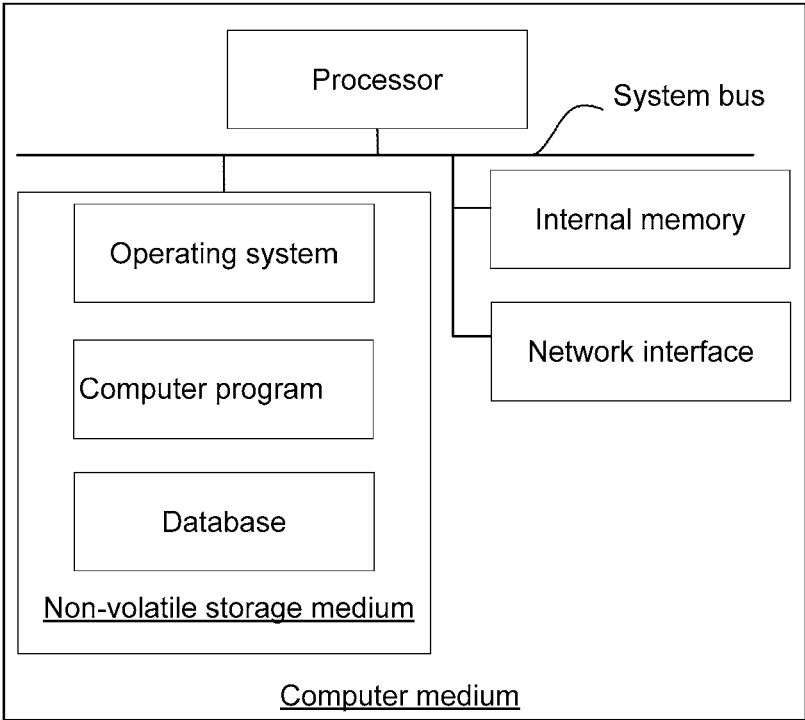 Processor
System bus
Operating system
Internal memory
Network interface
Computer program
Database
Non-volatile storage medium
Computer medium